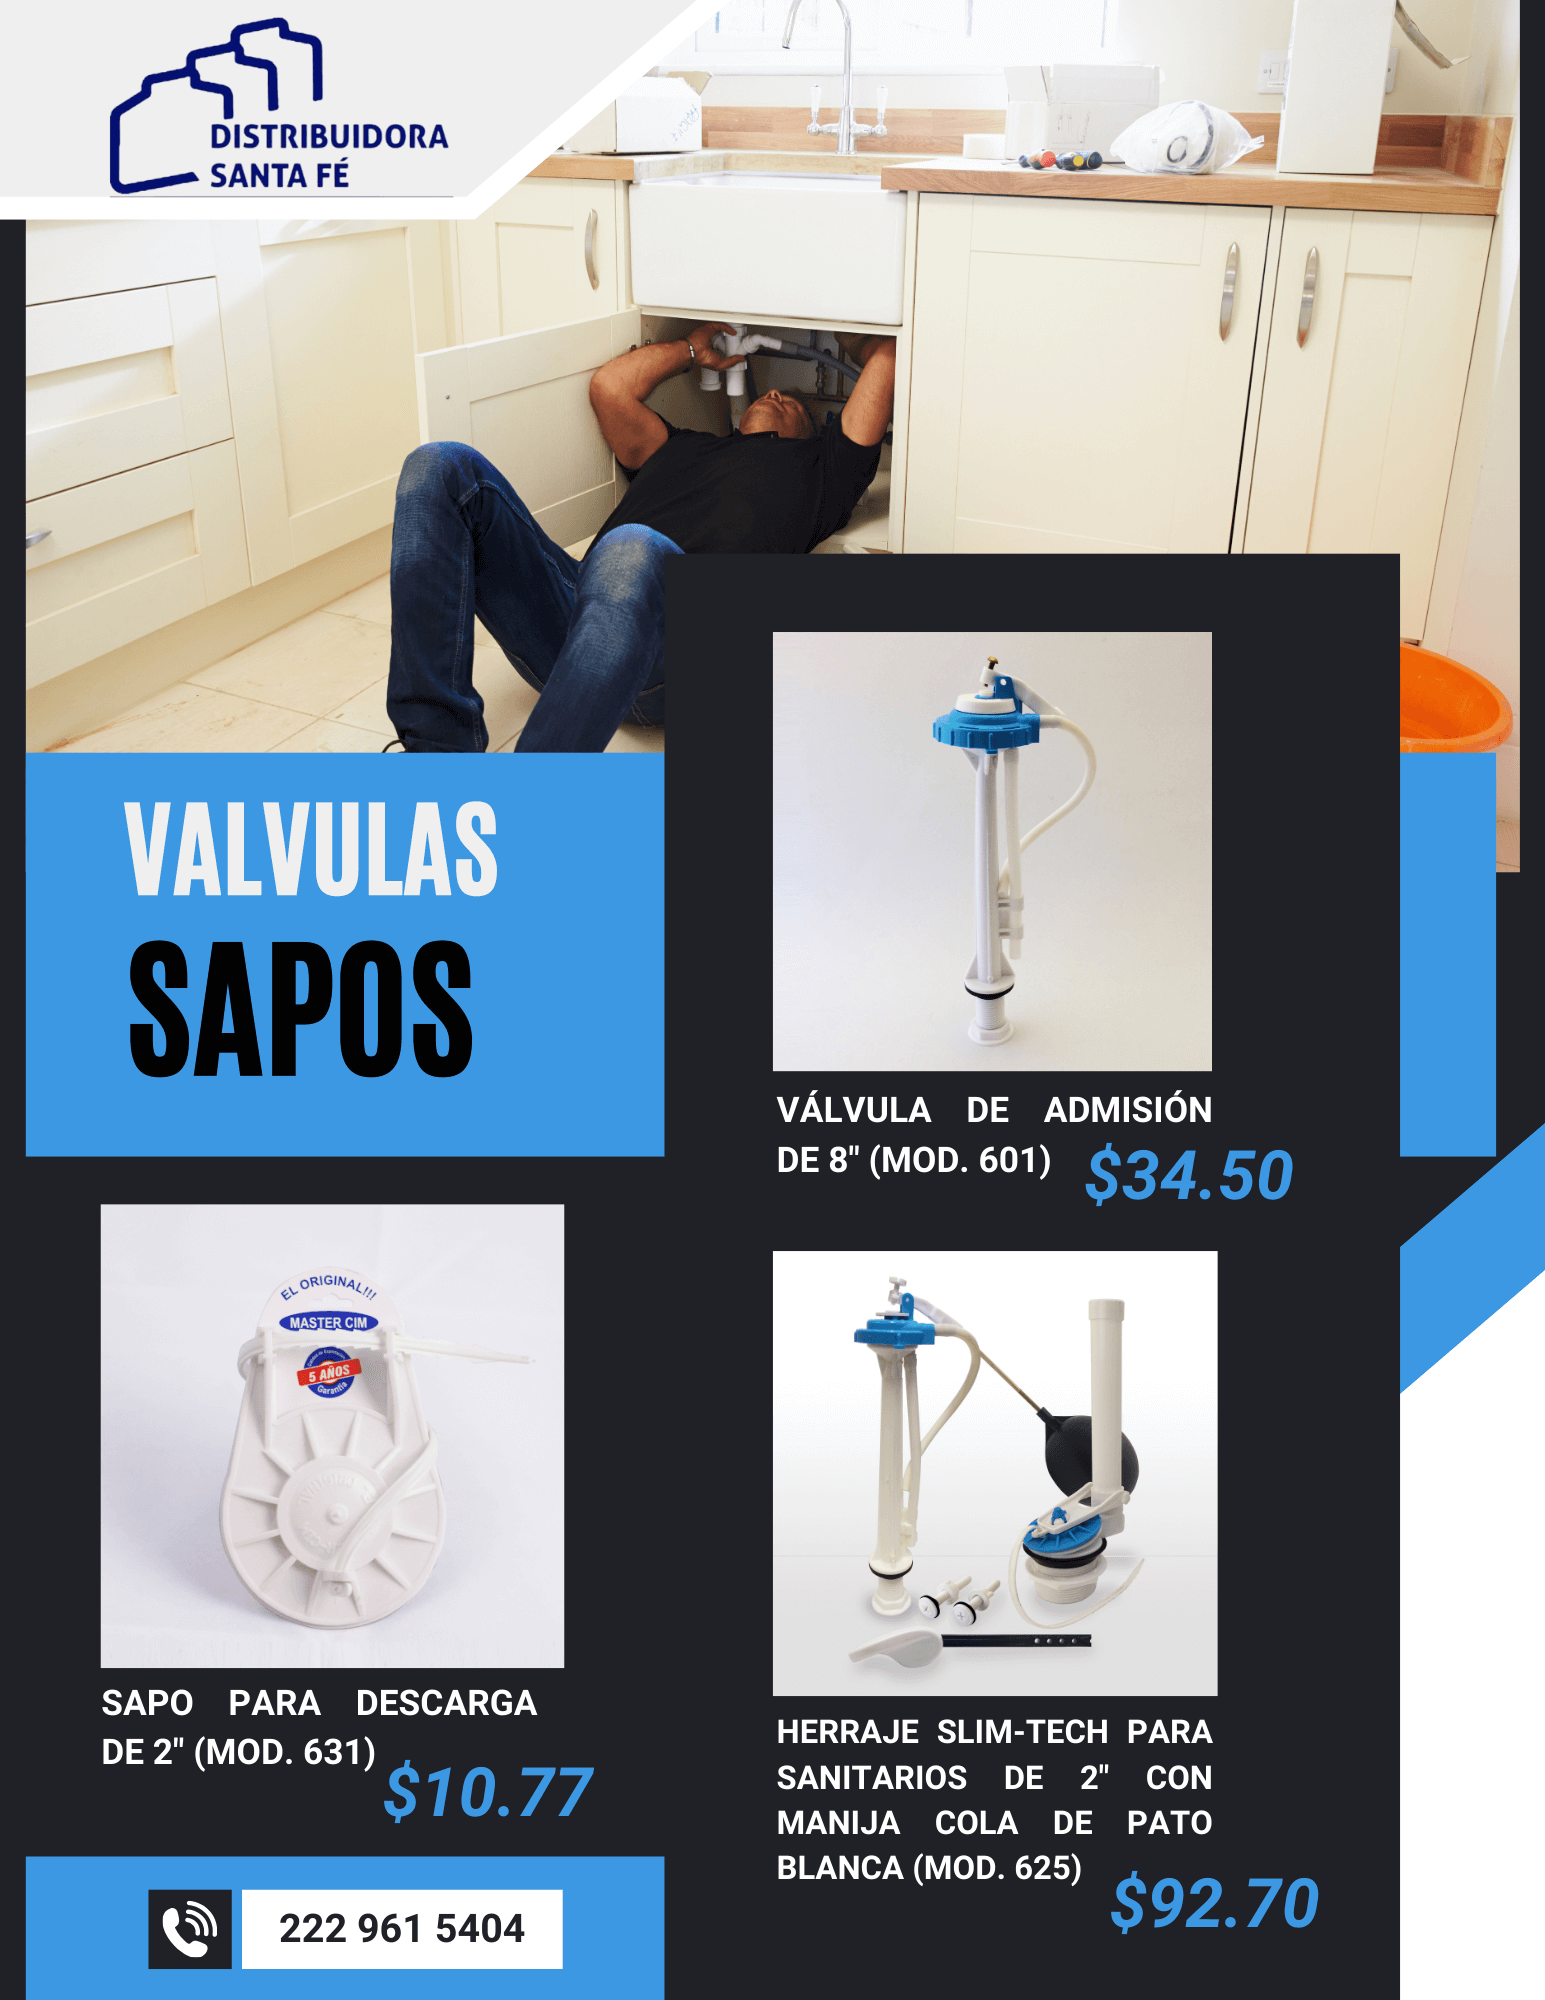 DISTRIBUIDORA
SANTA FÉ
VALVULAS
SAPOS
VÁLVULA DE ADMISIÓN
DE 8" (MOD. 601)
$34.50
EL ORIGINAL!!!
MASTER CIM
5 AÑOS
Garantía
SAPO PARA DESCARGA
DE 2" (MOD. 631)
$10.77
HERRAJE SLIM-TECH PARA
SANITARIOS DE 2" CON
MANIJA COLA DE PATO
BLANCA (MOD. 625)
$92.70
222 961 5404